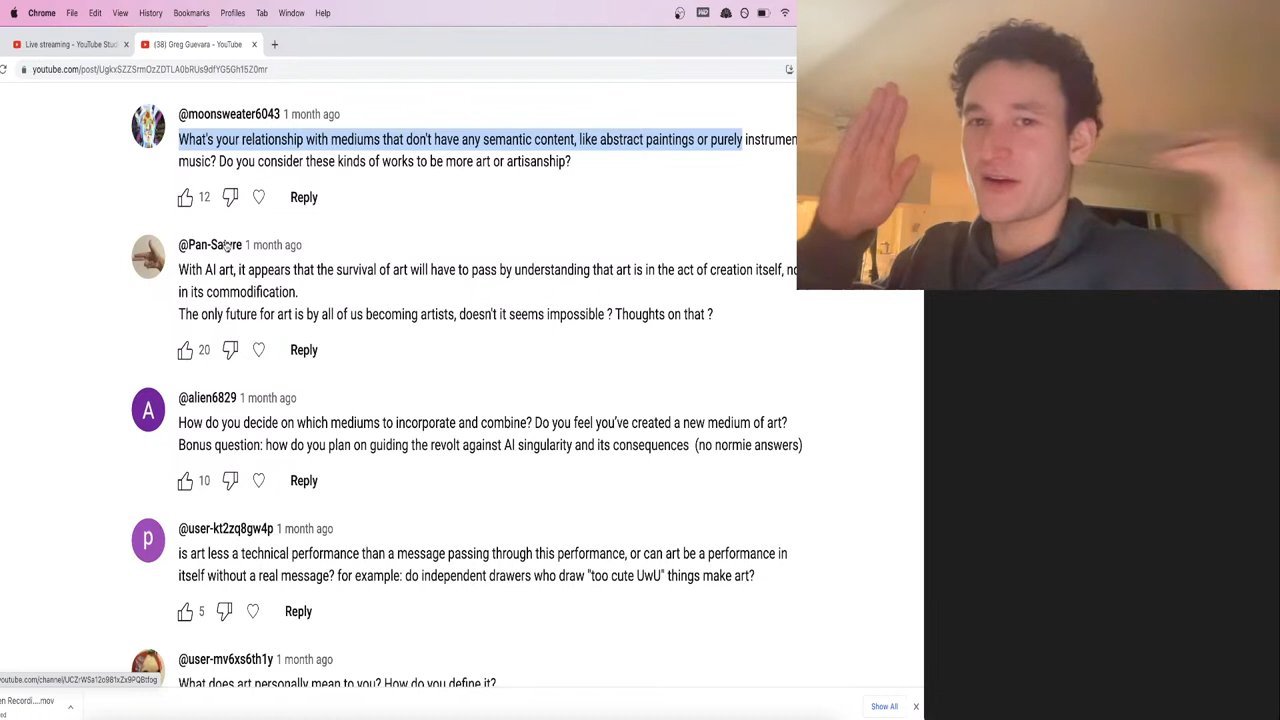 Chrome File Edit View History Bookmarks Profiles Tab Window Help
Live streaming - YouTube Stud
(38) Greg Guevara - YouTube
@moonsweater6043 1 month ago
What's your relationship with mediums that don't have any semantic content, like abstract paintings or purely instrumen
music? Do you consider these kinds of works to be more art or artisanship?
12 Reply
@Pan-Satyre 1 month ago
With AI art, it appears that the survival of art will have to pass by understanding that art is in the act of creation itself, no
in its commodification.
The only future for art is by all of us becoming artists, doesn't it seems impossible ? Thoughts on that ?
20 Reply
A
@alien6829 1 month ago
How do you decide on which mediums to incorporate and combine? Do you feel you've created a new medium of art?
Bonus question: how do you plan on guiding the revolt against AI singularity and its consequences (no normie answers)
10 Reply
p
@user-kt2zq8gw4p 1 month ago
is art less a technical performance than a message passing through this performance, or can art be a performance in
itself without a real message? for example: do independent drawers who draw "too cute UwU" things make art?
5 Reply
@user-mv6xs6th1y 1 month ago
What does art personally mean to you? How do you define it?
en Recordi....mov
Show All